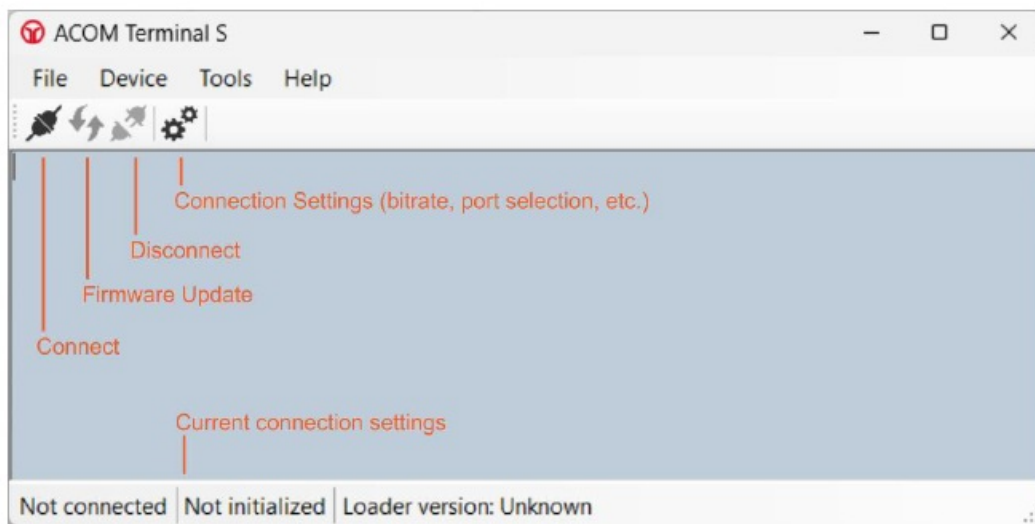 ACOM Terminal S
File Device Tools Help
Connection Settings (bitrate, port selection, etc.)
Disconnect
Firmware Update
Connect
Current connection settings
Not connected Not initialized Loader version: Unknown